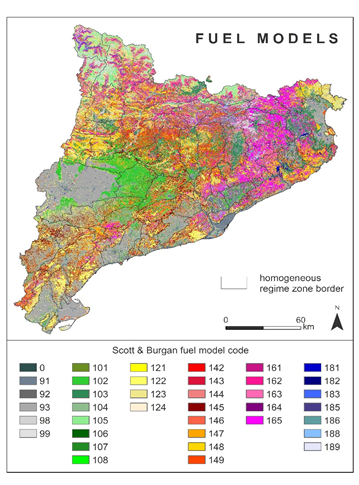 FUEL MODELS
homogeneous
regime zone border
0 60
km
N
Scott & Burgan fuel model code
0 101 121 142 161 181
91 102 122 143 162 182
92 103 123 144 163 183
93 104 124 145 164 185
98 105 146 165 186
99 106 147 188
107 148 189
108 149